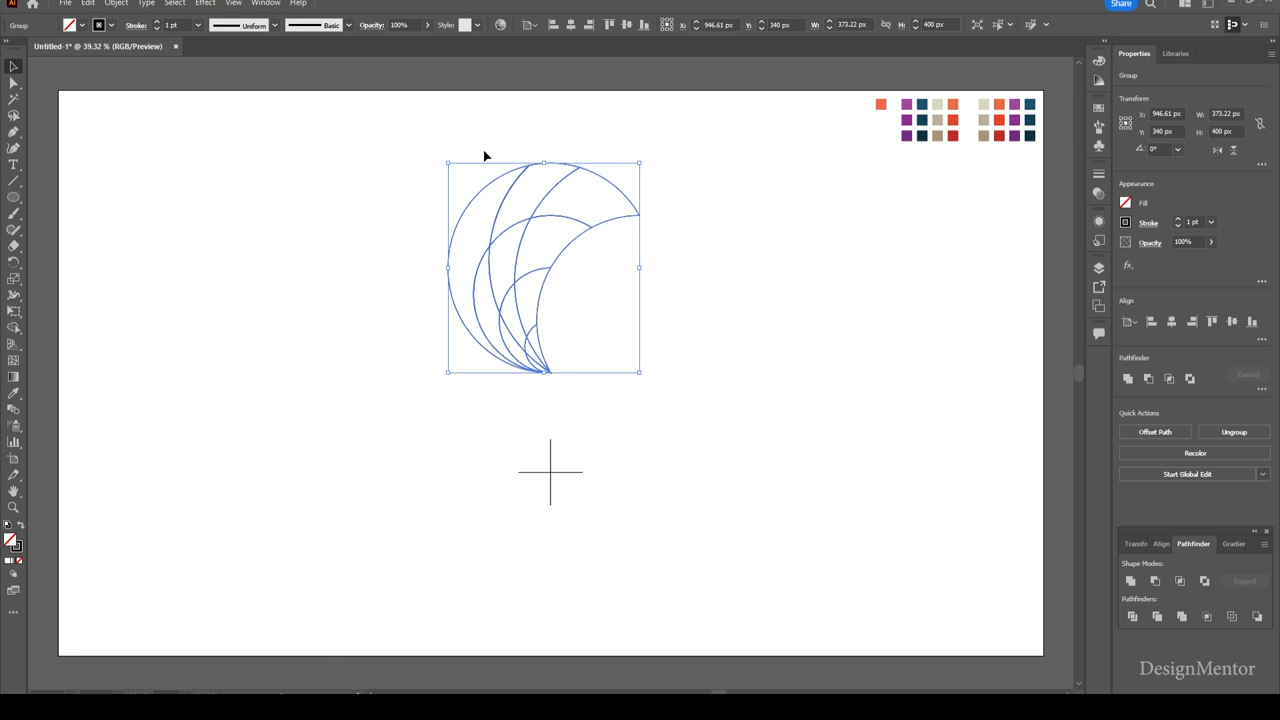 File Edit Object Type Select Effect View Window Help
Share
Group Stroke: 1 pt Uniform Basic Opacity: 100% Style: X: 946.61 px Y: 340 px W: 373.22 px H: 400 px
Untitled-1* @ 39.32 % (RGB/Preview)
Properties Libraries
Group
Transform
X: 946.61 px W: 373.22 px
Y: 340 px H: 400 px
0°
Appearance
Fill
Stroke 1 pt
Opacity 100%
fx
Align
Pathfinder
Expand
Quick Actions
Offset Path Ungroup
Recolor
Start Global Edit
Transfc Align Pathfinder Gradier
Shape Modes:
Expand
Pathfinders:
DesignMentor